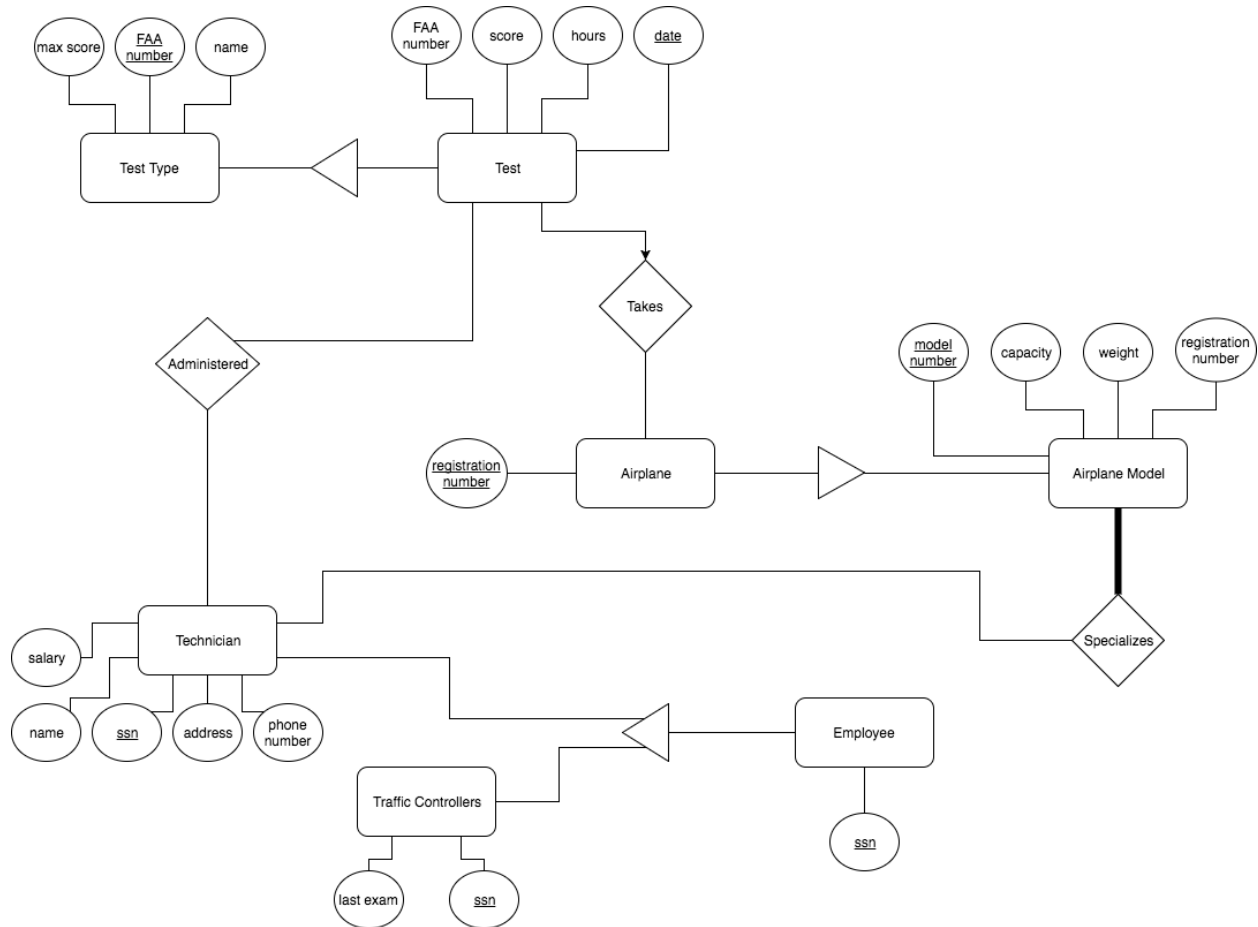 max score
FAA
number
name
FAA
number
score
hours
date
Test Type
Test
Takes
Administered
model
number
capacity
weight
registration
number
registration
number
Airplane
Airplane Model
Technician
Specializes
salary
name
ssn
address
phone
number
Employee
Traffic Controllers
ssn
last exam
ssn